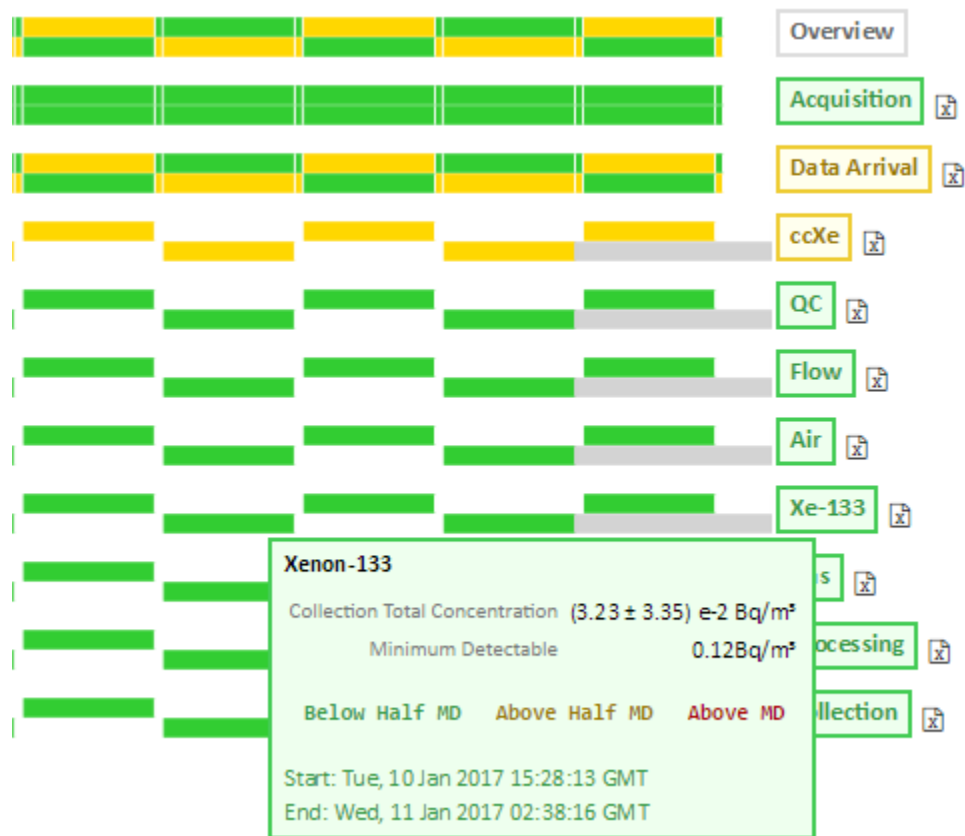 Overview
Acquisition
Data Arrival
ccXe
QC
Flow
Air
Xe-133
Xenon-133
Collection Total Concentration (3.23 ± 3.35) e-2 Bq/m³
Minimum Detectable 0.12Bq/m³
Below Half MD Above Half MD Above MD
Start: Tue, 10 Jan 2017 15:28:13 GMT
End: Wed, 11 Jan 2017 02:38:16 GMT
s
ocessing
llection